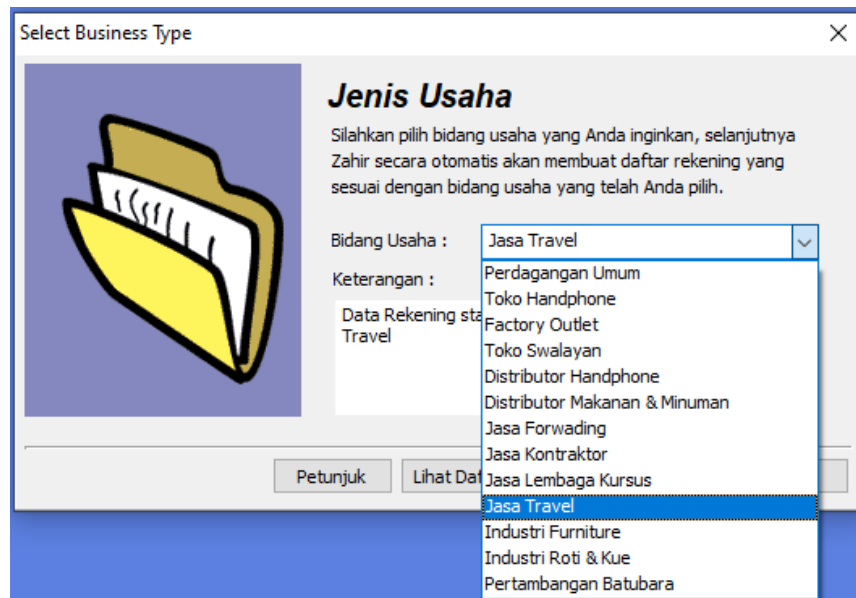 Select Business Type
Jenis Usaha
Silahkan pilih bidang usaha yang Anda inginkan, selanjutnya
Zahir secara otomatis akan membuat daftar rekening yang
sesuai dengan bidang usaha yang telah Anda pilih.
Bidang Usaha :
Jasa Travel
Keterangan :
Data Rekening
Travel
Perdagangan Umum
Toko Handphone
Factory Outlet
Toko Swalayan
Distributor Handphone
Distributor Makanan & Minuman
Jasa Forwading
Jasa Kontraktor
Jasa Lembaga Kursus
Jasa Travel
Industri Furniture
Industri Roti & Kue
Pertambangan Batubara
Petunjuk
Lihat